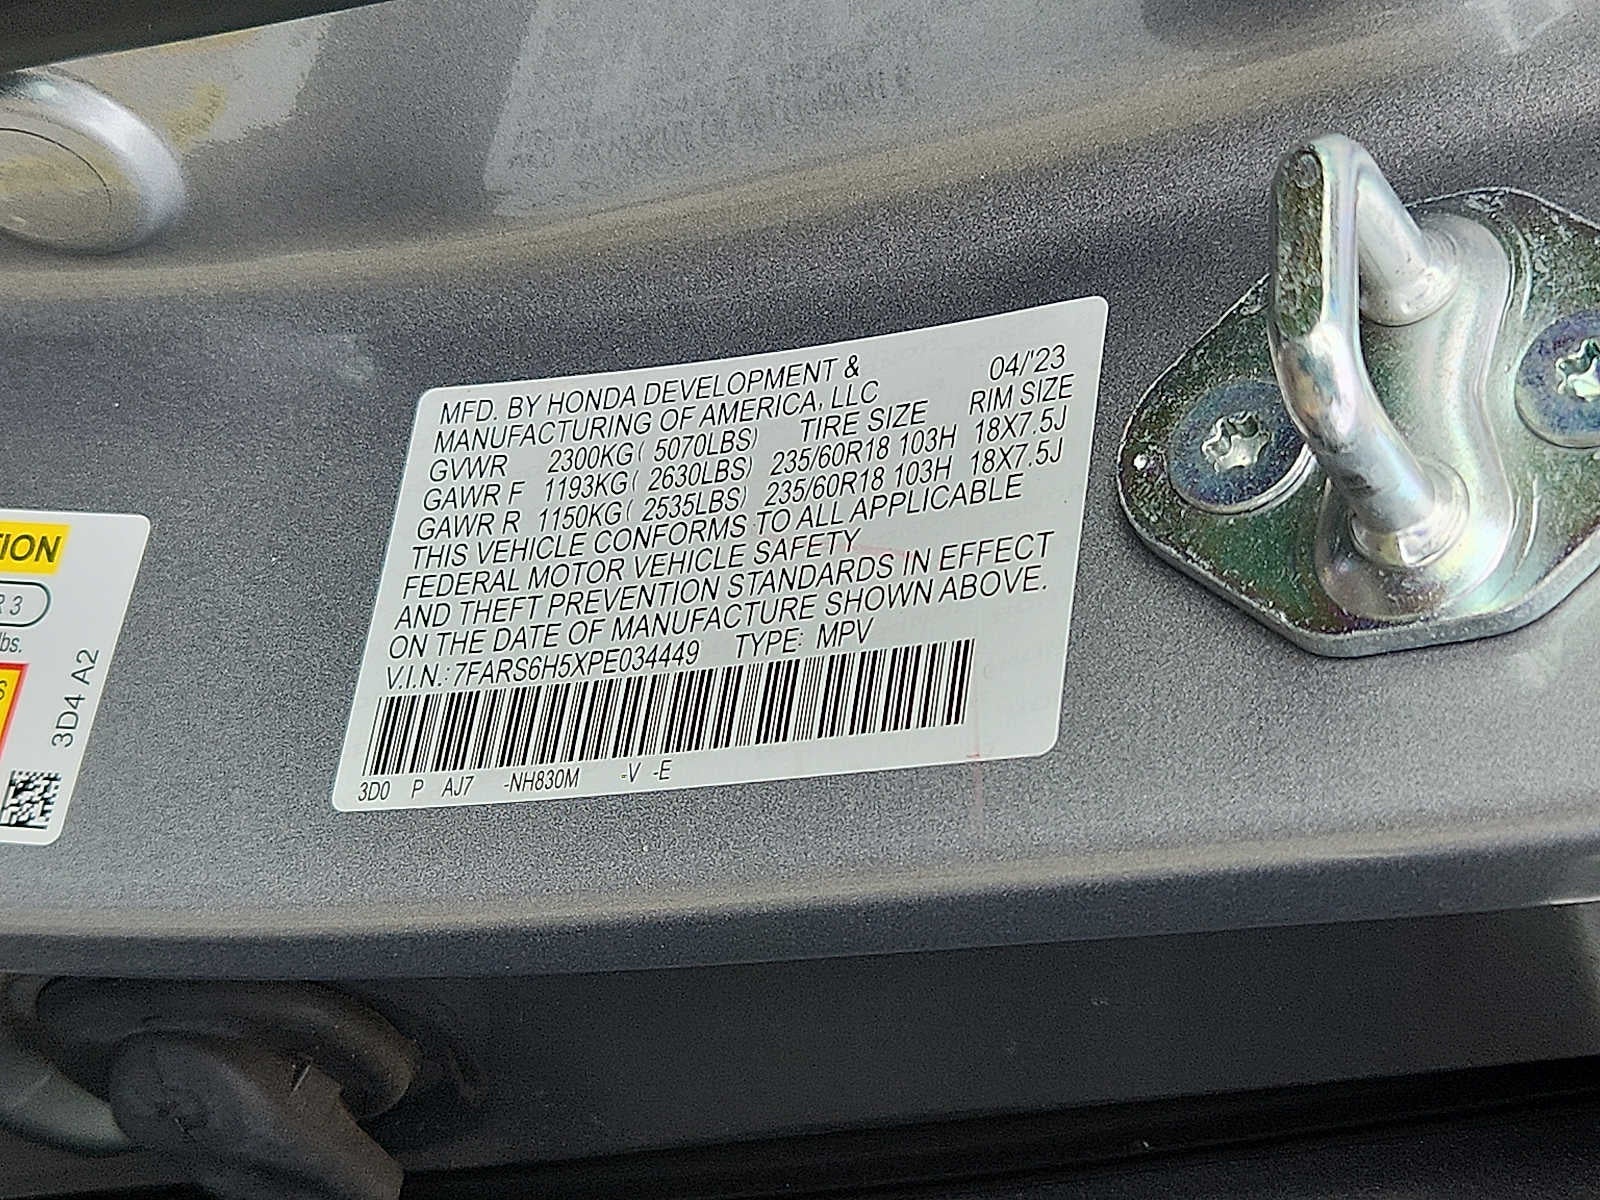 MFD. BY HONDA DEVELOPMENT & 04/'23
MANUFACTURING OF AMERICA, LLC
TIRE SIZE RIM SIZE
GVWR 2300KG( 5070LBS)
GAWR F 1193KG( 2630LBS) 235/60R18 103H 18X7.5J
GAWR R 1150KG( 2535LBS) 235/60R18 103H 18X7.5J
THIS VEHICLE CONFORMS TO ALL APPLICABLE
FEDERAL MOTOR VEHICLE SAFETY
AND THEFT PREVENTION STANDARDS IN EFFECT
ON THE DATE OF MANUFACTURE SHOWN ABOVE.
V.I.N.: 7FARS6H5XPE034449 TYPE: MPV
3D0 P AJ7 -NH830M -V -E
TION
R 3
lbs.
S
3D4 A2